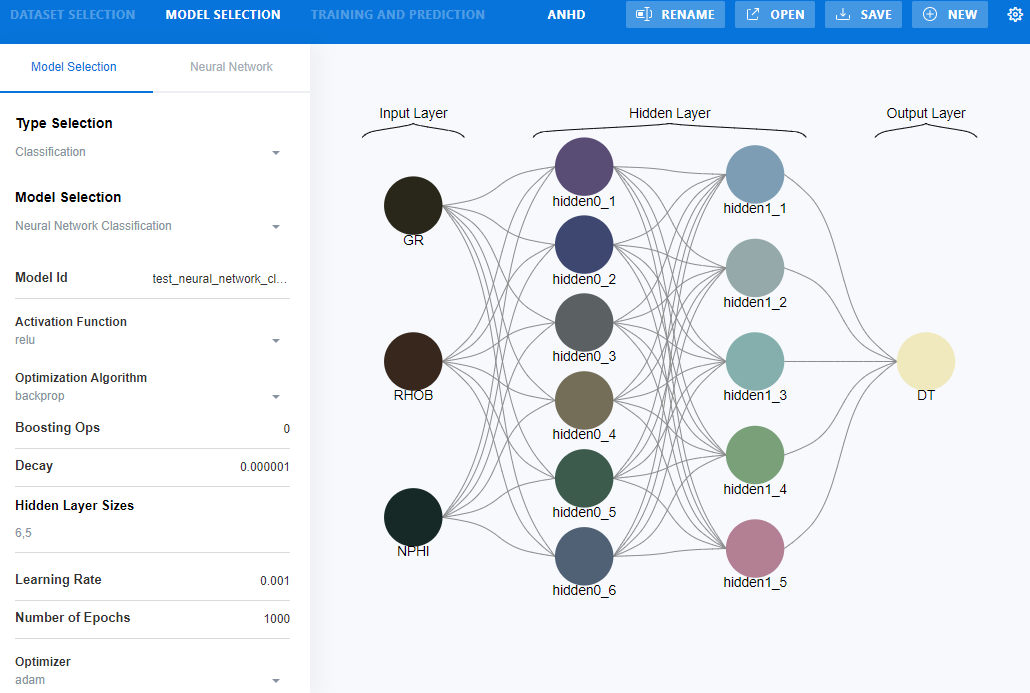 DATASET SELECTION MODEL SELECTION TRAINING AND PREDICTION ANHD RENAME OPEN SAVE NEW
Model Selection Neural Network
Type Selection
Classification
Model Selection
Neural Network Classification
Model Id test_neural_network_cl...
Activation Function
relu
Optimization Algorithm
backprop
Boosting Ops 0
Decay 0.000001
Hidden Layer Sizes
6,5
Learning Rate 0.001
Number of Epochs 1000
Optimizer
adam
Input Layer Hidden Layer Output Layer
GR
RHOB
NPHI
hidden0_1
hidden0_2
hidden0_3
hidden0_4
hidden0_5
hidden0_6
hidden1_1
hidden1_2
hidden1_3
hidden1_4
hidden1_5
DT